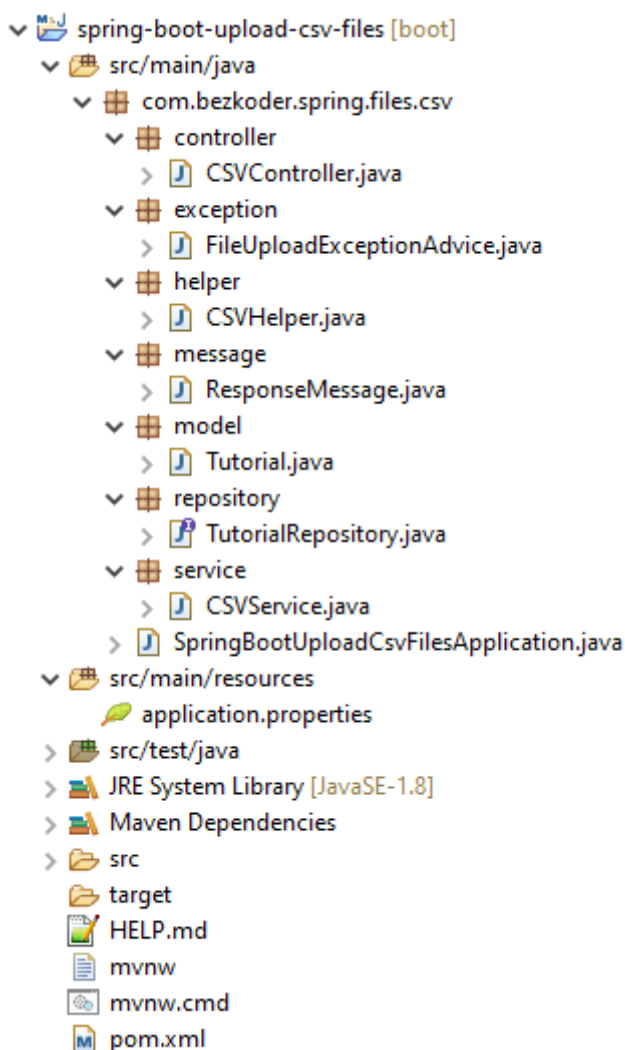 spring-boot-upload-csv-files [boot]
src/main/java
com.bezkoder.spring.files.csv
controller
CSVController.java
exception
FileUploadExceptionAdvice.java
helper
CSVHelper.java
message
ResponseMessage.java
model
Tutorial.java
repository
TutorialRepository.java
service
CSVService.java
SpringBootUploadCsvFilesApplication.java
src/main/resources
application.properties
src/test/java
JRE System Library [JavaSE-1.8]
Maven Dependencies
src
target
HELP.md
mvnw
mvnw.cmd
pom.xml